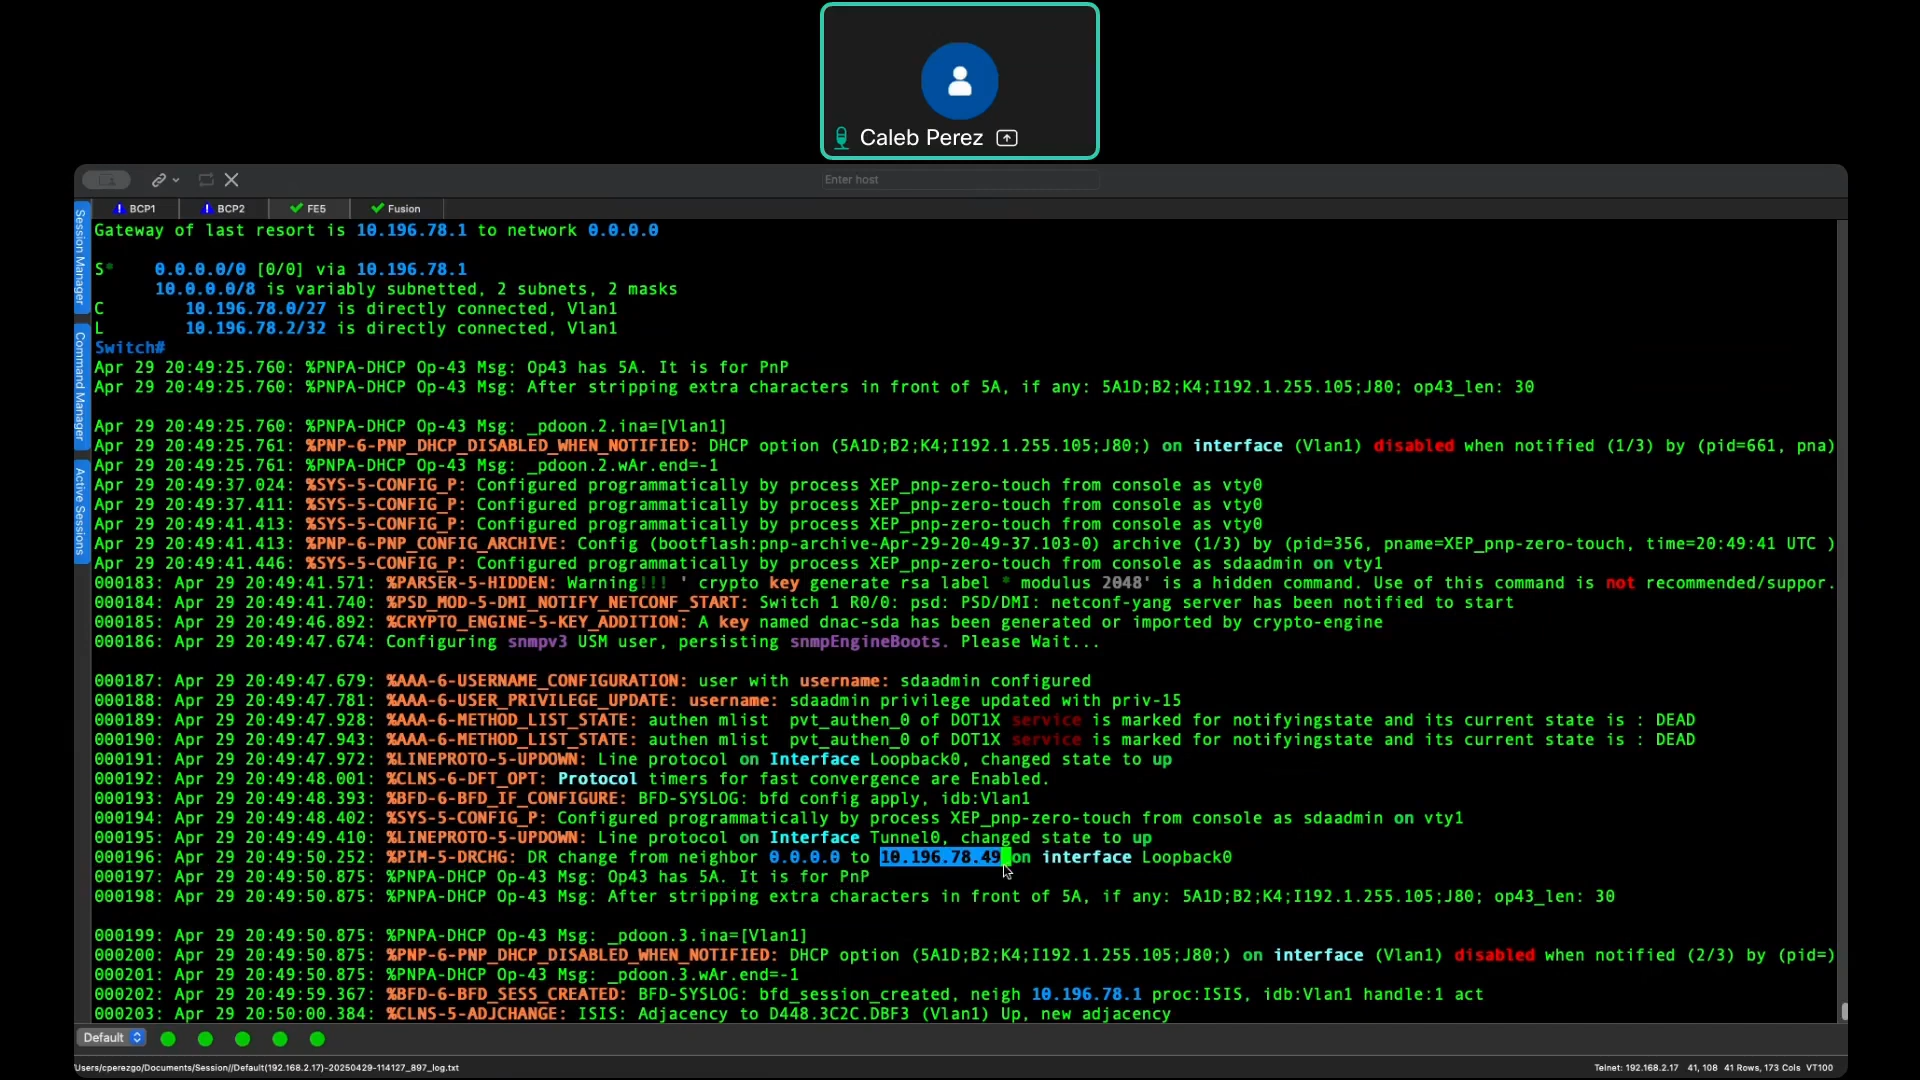 Caleb Perez
Enter host
BCP1 BCP2 FE5 Fusion
Session Manager
Command Manager
Active Sessions
Gateway of last resort is 10.196.78.1 to network 0.0.0.0
S* 0.0.0.0/0 [0/0] via 10.196.78.1
10.0.0.0/8 is variably subnetted, 2 subnets, 2 masks
C 10.196.78.0/27 is directly connected, Vlan1
L 10.196.78.2/32 is directly connected, Vlan1
Switch#
Apr 29 20:49:25.760: %PNPA-DHCP Op-43 Msg: Op43 has 5A. It is for PnP
Apr 29 20:49:25.760: %PNPA-DHCP Op-43 Msg: After stripping extra characters in front of 5A, if any: 5A1D;B2;K4;I192.1.255.105;J80; op43_len: 30
Apr 29 20:49:25.760: %PNPA-DHCP Op-43 Msg: _pdoon.2.ina=[Vlan1]
Apr 29 20:49:25.761: %PNP-6-PNP_DHCP_DISABLED_WHEN_NOTIFIED: DHCP option (5A1D;B2;K4;I192.1.255.105;J80;) on interface (Vlan1) disabled when notified (1/3) by (pid=661, pna)
Apr 29 20:49:25.761: %PNPA-DHCP Op-43 Msg: _pdoon.2.wAr.end=-1
Apr 29 20:49:37.024: %SYS-5-CONFIG_P: Configured programmatically by process XEP_pnp-zero-touch from console as vty0
Apr 29 20:49:37.411: %SYS-5-CONFIG_P: Configured programmatically by process XEP_pnp-zero-touch from console as vty0
Apr 29 20:49:41.413: %SYS-5-CONFIG_P: Configured programmatically by process XEP_pnp-zero-touch from console as vty0
Apr 29 20:49:41.413: %PNP-6-PNP_CONFIG_ARCHIVE: Config (bootflash:pnp-archive-Apr-29-20-49-37.103-0) archive (1/3) by (pid=356, pname=XEP_pnp-zero-touch, time=20:49:41 UTC )
Apr 29 20:49:41.446: %SYS-5-CONFIG_P: Configured programmatically by process XEP_pnp-zero-touch from console as sdaadmin on vty1
000183: Apr 29 20:49:41.571: %PARSER-5-HIDDEN: Warning!!! ' crypto key generate rsa label * modulus 2048' is a hidden command. Use of this command is not recommended/suppor.
000184: Apr 29 20:49:41.740: %PSD_MOD-5-DMI_NOTIFY_NETCONF_START: Switch 1 R0/0: psd: PSD/DMI: netconf-yang server has been notified to start
000185: Apr 29 20:49:46.892: %CRYPTO_ENGINE-5-KEY_ADDITION: A key named dnac-sda has been generated or imported by crypto-engine
000186: Apr 29 20:49:47.674: Configuring snmpv3 USM user, persisting snmpEngineBoots. Please Wait...
000187: Apr 29 20:49:47.679: %AAA-6-USERNAME_CONFIGURATION: user with username: sdaadmin configured
000188: Apr 29 20:49:47.781: %AAA-6-USER_PRIVILEGE_UPDATE: username: sdaadmin privilege updated with priv-15
000189: Apr 29 20:49:47.928: %AAA-6-METHOD_LIST_STATE: authen mlist pvt_authen_0 of DOT1X service is marked for notifyingstate and its current state is : DEAD
000190: Apr 29 20:49:47.943: %AAA-6-METHOD_LIST_STATE: authen mlist pvt_authen_0 of DOT1X service is marked for notifyingstate and its current state is : DEAD
000191: Apr 29 20:49:47.972: %LINEPROTO-5-UPDOWN: Line protocol on Interface Loopback0, changed state to up
000192: Apr 29 20:49:48.001: %CLNS-6-DFT_OPT: Protocol timers for fast convergence are Enabled.
000193: Apr 29 20:49:48.393: %BFD-6-BFD_IF_CONFIGURE: BFD-SYSLOG: bfd config apply, idb:Vlan1
000194: Apr 29 20:49:48.402: %SYS-5-CONFIG_P: Configured programmatically by process XEP_pnp-zero-touch from console as sdaadmin on vty1
000195: Apr 29 20:49:49.410: %LINEPROTO-5-UPDOWN: Line protocol on Interface Tunnel0, changed state to up
000196: Apr 29 20:49:50.252: %PIM-5-DRCHG: DR change from neighbor 0.0.0.0 to 10.196.78.49 on interface Loopback0
000197: Apr 29 20:49:50.875: %PNPA-DHCP Op-43 Msg: Op43 has 5A. It is for PnP
000198: Apr 29 20:49:50.875: %PNPA-DHCP Op-43 Msg: After stripping extra characters in front of 5A, if any: 5A1D;B2;K4;I192.1.255.105;J80; op43_len: 30
000199: Apr 29 20:49:50.875: %PNPA-DHCP Op-43 Msg: _pdoon.3.ina=[Vlan1]
000200: Apr 29 20:49:50.875: %PNP-6-PNP_DHCP_DISABLED_WHEN_NOTIFIED: DHCP option (5A1D;B2;K4;I192.1.255.105;J80;) on interface (Vlan1) disabled when notified (2/3) by (pid=)
000201: Apr 29 20:49:50.875: %PNPA-DHCP Op-43 Msg: _pdoon.3.wAr.end=-1
000202: Apr 29 20:49:59.367: %BFD-6-BFD_SESS_CREATED: BFD-SYSLOG: bfd_session_created, neigh 10.196.78.1 proc:ISIS, idb:Vlan1 handle:1 act
000203: Apr 29 20:50:00.384: %CLNS-5-ADJCHANGE: ISIS: Adjacency to D448.3C2C.DBF3 (Vlan1) Up, new adjacency
Default
Users/cperezgo/Documents/Session//Default(192.168.2.17)-20250429-114127_897_log.txt
Telnet: 192.168.2.17 41, 108 41 Rows, 173 Cols VT100